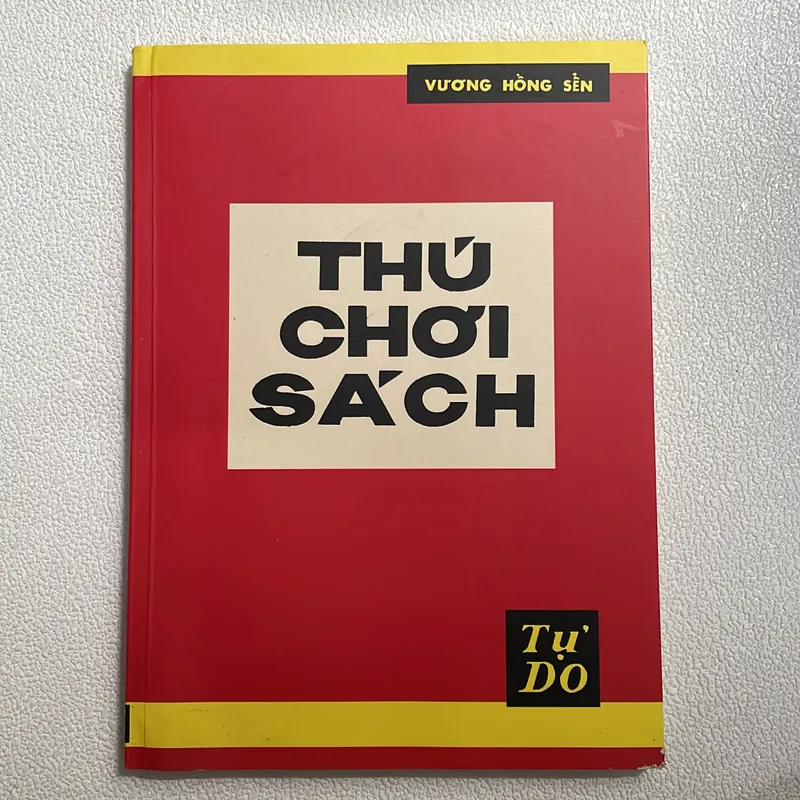 VƯƠNG HỒNG SỂN
THÚ
CHƠI
SÁCH
TỰ
DO